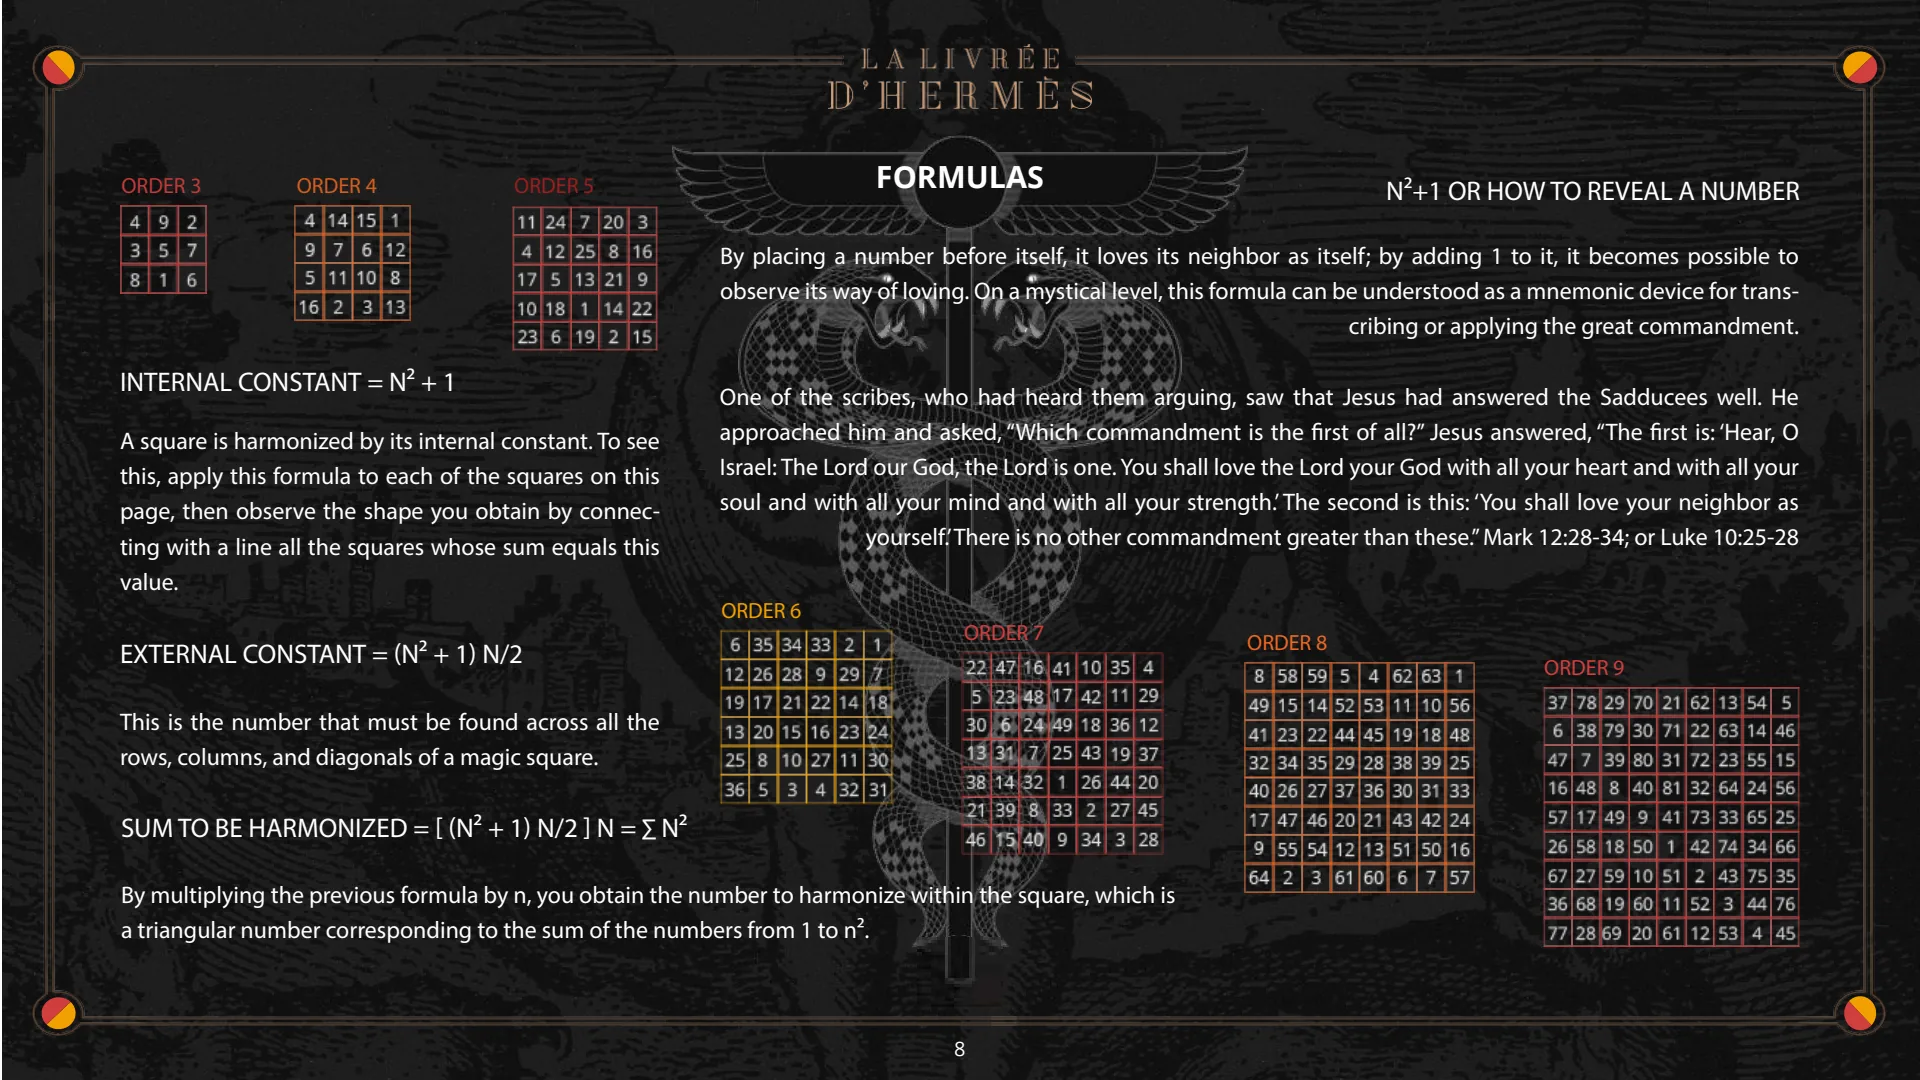 LA LIVRÉE
D'HERMÈS
FORMULAS
ORDER 3
4 9 2
3 5 7
8 1 6
ORDER 4
4 14 15 1
9 7 6 12
5 11 10 8
16 2 3 13
ORDER 5
11 24 7 20 3
4 12 25 8 16
17 5 13 21 9
10 18 1 14 22
23 6 19 2 15
INTERNAL CONSTANT = N² + 1
A square is harmonized by its internal constant. To see
this, apply this formula to each of the squares on this
page, then observe the shape you obtain by connec-
ting with a line all the squares whose sum equals this
value.
EXTERNAL CONSTANT = (N² + 1) N/2
This is the number that must be found across all the
rows, columns, and diagonals of a magic square.
SUM TO BE HARMONIZED = [ (N² + 1) N/2 ] N = ∑ N²
By multiplying the previous formula by n, you obtain the number to harmonize within the square, which is
a triangular number corresponding to the sum of the numbers from 1 to n².
N²+1 OR HOW TO REVEAL A NUMBER
By placing a number before itself, it loves its neighbor as itself; by adding 1 to it, it becomes possible to
observe its way of loving. On a mystical level, this formula can be understood as a mnemonic device for trans-
cribing or applying the great commandment.
One of the scribes, who had heard them arguing, saw that Jesus had answered the Sadducees well. He
approached him and asked, “Which commandment is the first of all?” Jesus answered, “The first is: ‘Hear, O
Israel: The Lord our God, the Lord is one. You shall love the Lord your God with all your heart and with all your
soul and with all your mind and with all your strength.’ The second is this: ‘You shall love your neighbor as
yourself.’ There is no other commandment greater than these.” Mark 12:28-34; or Luke 10:25-28
ORDER 6
6 35 34 33 2 1
12 26 28 9 29 7
19 17 21 22 14 18
13 20 15 16 23 24
25 8 10 27 11 30
36 5 3 4 32 31
ORDER 7
22 47 16 41 10 35 4
5 23 48 17 42 11 29
30 6 24 49 18 36 12
13 31 7 25 43 19 37
38 14 32 1 26 44 20
21 39 8 33 2 27 45
46 15 40 9 34 3 28
ORDER 8
8 58 59 5 4 62 63 1
49 15 14 52 53 11 10 56
41 23 22 44 45 19 18 48
32 34 35 29 28 38 39 25
40 26 27 37 36 30 31 33
17 47 46 20 21 43 42 24
9 55 54 12 13 51 50 16
64 2 3 61 60 6 7 57
ORDER 9
37 78 29 70 21 62 13 54 5
6 38 79 30 71 22 63 14 46
47 7 39 80 31 72 23 55 15
16 48 8 40 81 32 64 24 56
57 17 49 9 41 73 33 65 25
26 58 18 50 1 42 74 34 66
67 27 59 10 51 2 43 75 35
36 68 19 60 11 52 3 44 76
77 28 69 20 61 12 53 4 45
8